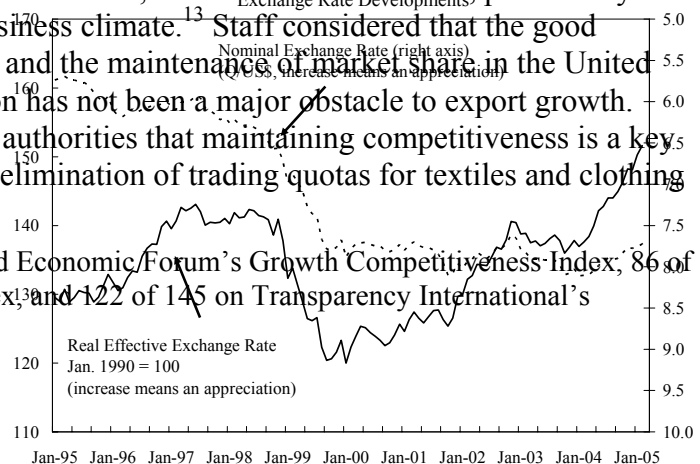 Exchange Rate Developments,
13
siness climate. Staff considered that the good
Nominal Exchange Rate (right axis)
and the maintenance of market share in the United
(Q/US$, increase means an appreciation)
on has not been a major obstacle to export growth.
authorities that maintaining competitiveness is a key
elimination of trading quotas for textiles and clothing
d Economic Forum's Growth Competitiveness Index, 86 of
ex, and 122 of 145 on Transparency International's
Real Effective Exchange Rate
Jan. 1990 = 100
(increase means an appreciation)
170
160
150
140
130
120
110
5.0
5.5
6.0
6.5
7.0
7.5
8.0
8.5
9.0
9.5
10.0
Jan-95 Jan-96 Jan-97 Jan-98 Jan-99 Jan-00 Jan-01 Jan-02 Jan-03 Jan-04 Jan-05